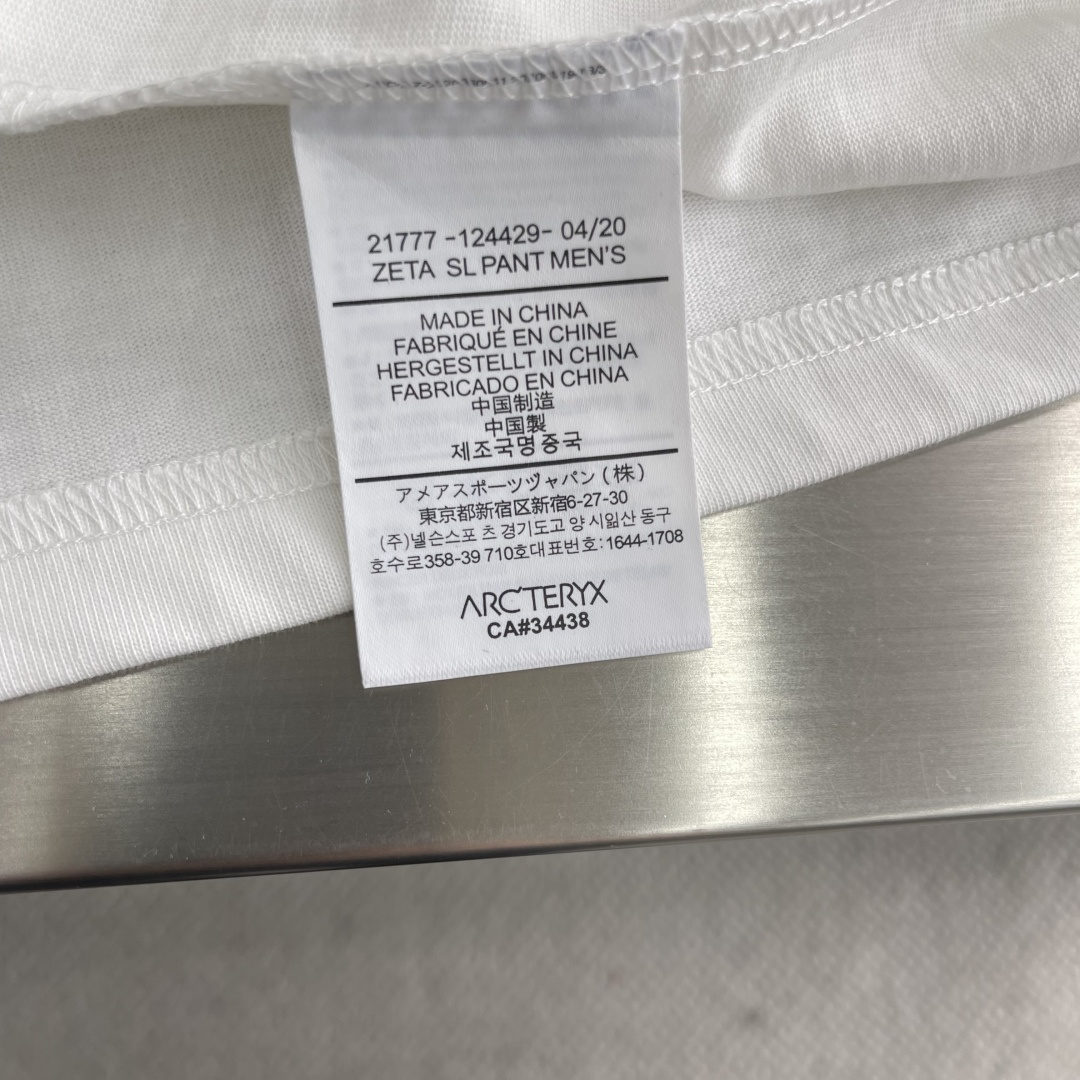 21777 -124429- 04/20
ZETA SL PANT MEN'S
MADE IN CHINA
FABRIQUÉ EN CHINE
HERGESTELLT IN CHINA
FABRICADO EN CHINA
中国制造
中国製
제조국명 중국
アメアスポーツヅャパン (株)
東京都新宿区新宿6-27-30
(주)넬슨스포 츠 경기도고 양 시잂산 동구
호수로358-39 710호대표번호:1644-1708
ARC'TERYX
CA#34438